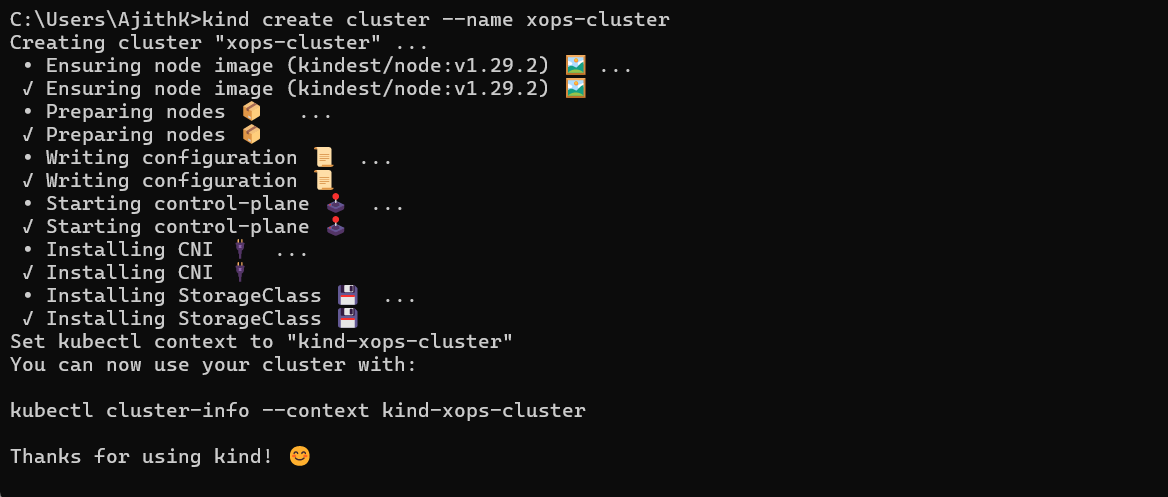 C:\Users\AjithK>kind create cluster --name xops-cluster
Creating cluster "xops-cluster" ...
 • Ensuring node image (kindest/node:v1.29.2) 🖼 ...
 ✓ Ensuring node image (kindest/node:v1.29.2) 🖼
 • Preparing nodes 📦  ...
 ✓ Preparing nodes 📦
 • Writing configuration 📜  ...
 ✓ Writing configuration 📜
 • Starting control-plane 🕹️  ...
 ✓ Starting control-plane 🕹️
 • Installing CNI 🔌  ...
 ✓ Installing CNI 🔌
 • Installing StorageClass 💾  ...
 ✓ Installing StorageClass 💾
Set kubectl context to "kind-xops-cluster"
You can now use your cluster with:

kubectl cluster-info --context kind-xops-cluster

Thanks for using kind! 😊